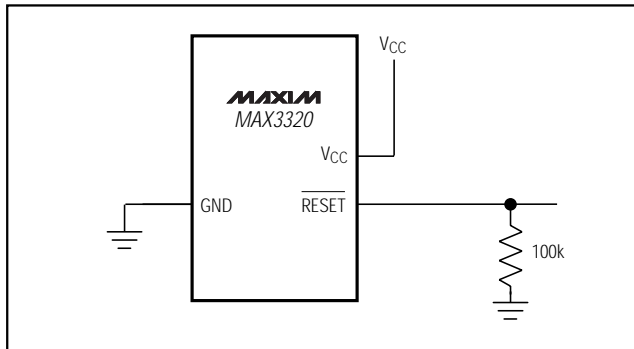 VCC
MAXIM
MAX3320
VCC
GND
RESET
100k